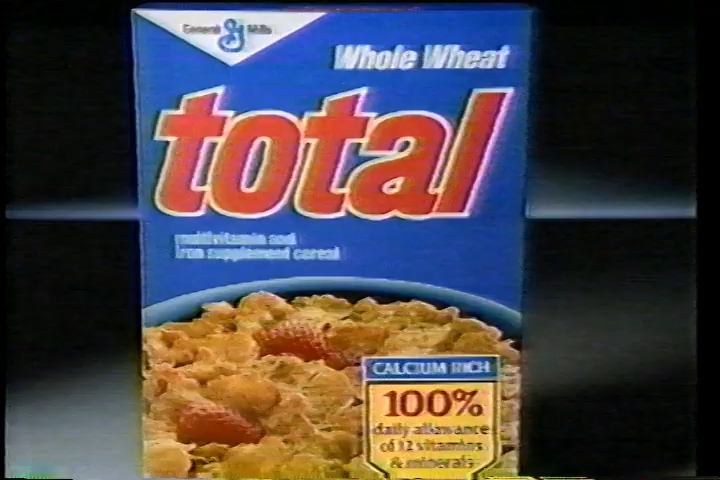 General Mills
Whole Wheat
total
multivitamin and
iron supplement cereal
CALCIUM RICH
100%
daily allowance
of 12 vitamins
& minerals